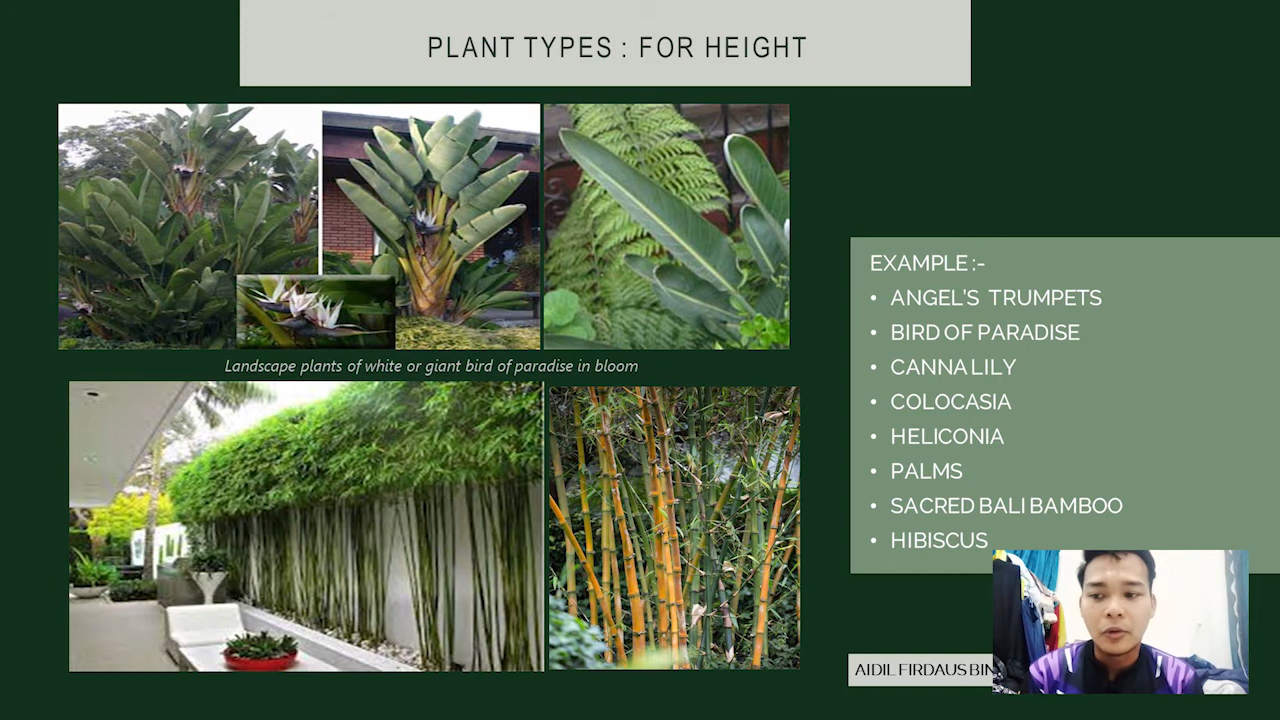 PLANT TYPES : FOR HEIGHT
Landscape plants of white or giant bird of paradise in bloom
EXAMPLE :-
• ANGEL'S TRUMPETS
• BIRD OF PARADISE
• CANNA LILY
• COLOCASIA
• HELICONIA
• PALMS
• SACRED BALI BAMBOO
• HIBISCUS
AIDIL FIRDAUS BIN